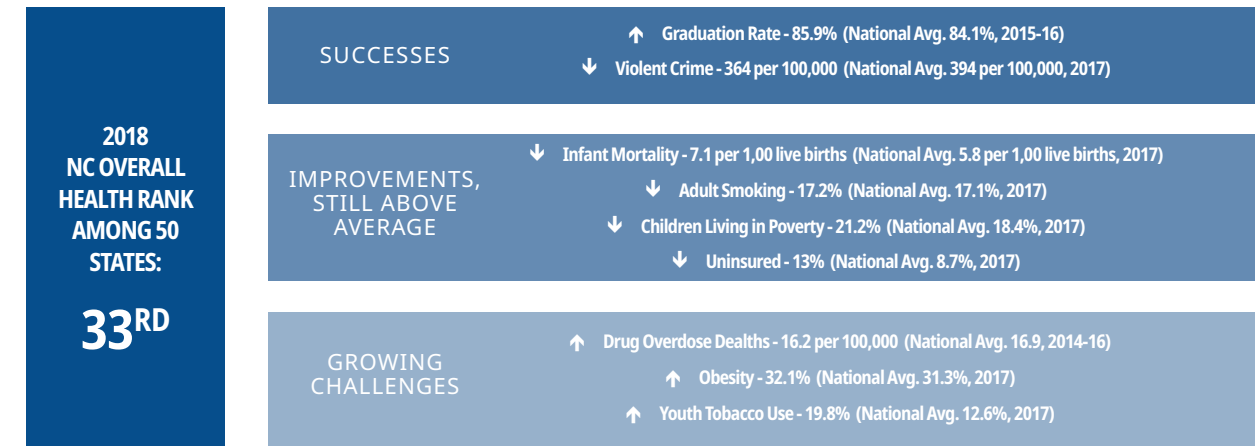 2018
NC OVERALL
HEALTH RANK
AMONG 50
STATES:
33RD
SUCCESSES
↑ Graduation Rate - 85.9% (National Avg. 84.1%, 2015-16)
↓ Violent Crime - 364 per 100,000 (National Avg. 394 per 100,000, 2017)
IMPROVEMENTS,
STILL ABOVE
AVERAGE
↓ Infant Mortality - 7.1 per 1,00 live births (National Avg. 5.8 per 1,00 live births, 2017)
↓ Adult Smoking - 17.2% (National Avg. 17.1%, 2017)
↓ Children Living in Poverty - 21.2% (National Avg. 18.4%, 2017)
↓ Uninsured - 13% (National Avg. 8.7%, 2017)
GROWING
CHALLENGES
↑ Drug Overdose Dealths - 16.2 per 100,000 (National Avg. 16.9, 2014-16)
↑ Obesity - 32.1% (National Avg. 31.3%, 2017)
↑ Youth Tobacco Use - 19.8% (National Avg. 12.6%, 2017)